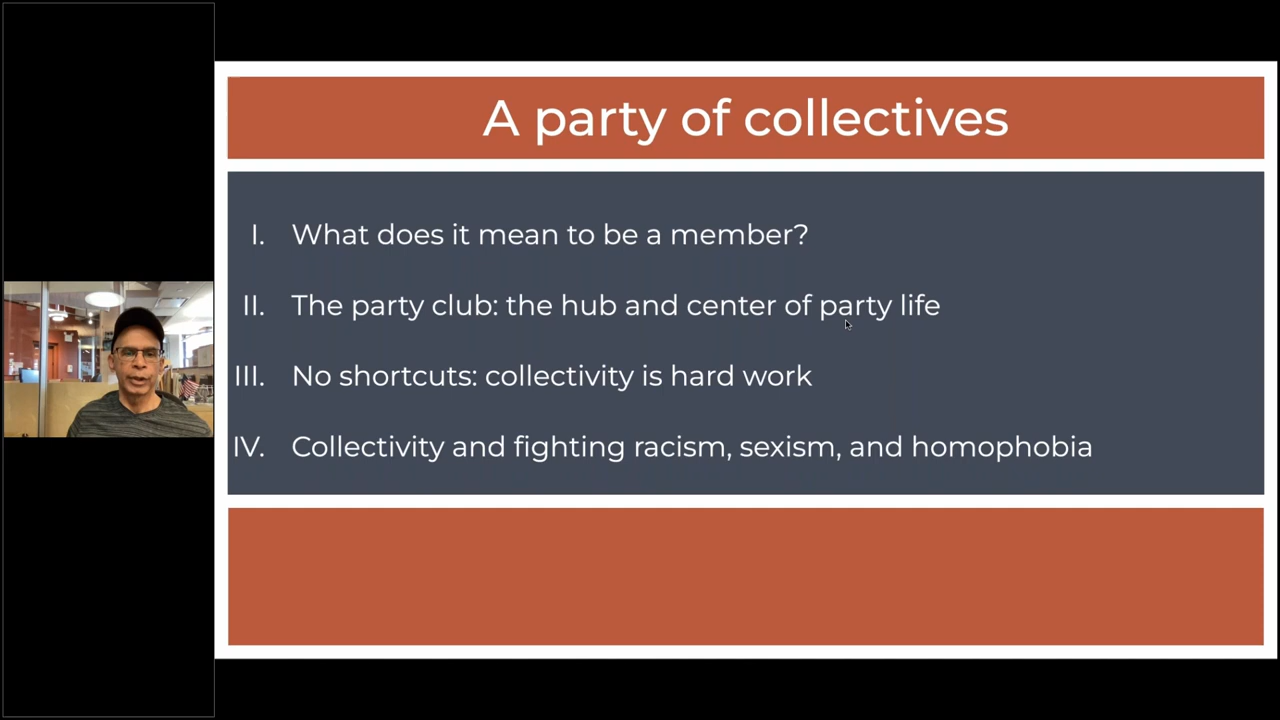 A party of collectives
I. What does it mean to be a member?
II. The party club: the hub and center of party life
III. No shortcuts: collectivity is hard work
IV. Collectivity and fighting racism, sexism, and homophobia